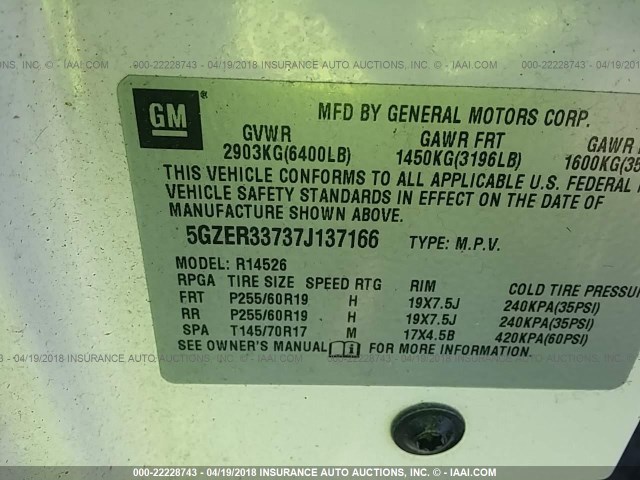 000-22228743 - 04/19/2018 INSURANCE AUTO AUCTIONS, INC. - © - IAAI.COM
GM®
MFD BY GENERAL MOTORS CORP.
GVWR GAWR FRT GAWR
2903KG(6400LB) 1450KG(3196LB) 1600KG(35
THIS VEHICLE CONFORMS TO ALL APPLICABLE U.S. FEDERAL
VEHICLE SAFETY STANDARDS IN EFFECT ON THE DATE OF
MANUFACTURE SHOWN ABOVE.
5GZER33737J137166 TYPE: M.P.V.
MODEL: R14526
RPGA TIRE SIZE SPEED RTG RIM COLD TIRE PRESSUR
FRT P255/60R19 H 19X7.5J 240KPA(35PSI)
RR P255/60R19 H 19X7.5J 240KPA(35PSI)
SPA T145/70R17 M 17X4.5B 420KPA(60PSI)
SEE OWNER'S MANUAL FOR MORE INFORMATION.
000-22228743 - 04/19/2018 INSURANCE AUTO AUCTIONS, INC. - © - IAAI.COM